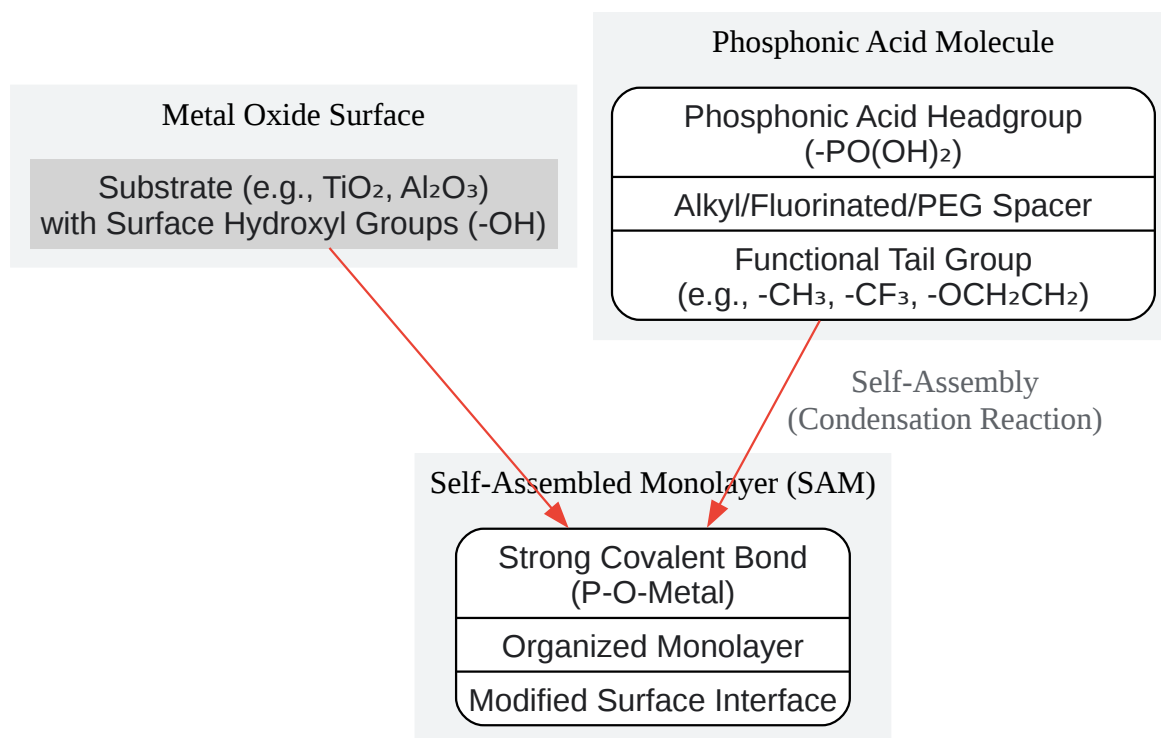 Phosphonic Acid Molecule
Phosphonic Acid Headgroup
(-PO(OH)₂)
Alkyl/Fluorinated/PEG Spacer
Functional Tail Group
(e.g., -CH₃, -CF₃, -OCH₂CH₂)
Metal Oxide Surface
Substrate (e.g., TiO₂, Al₂O₃)
with Surface Hydroxyl Groups (-OH)
Self-Assembly
(Condensation Reaction)
Self-Assembled Monolayer (SAM)
Strong Covalent Bond
(P-O-Metal)
Organized Monolayer
Modified Surface Interface